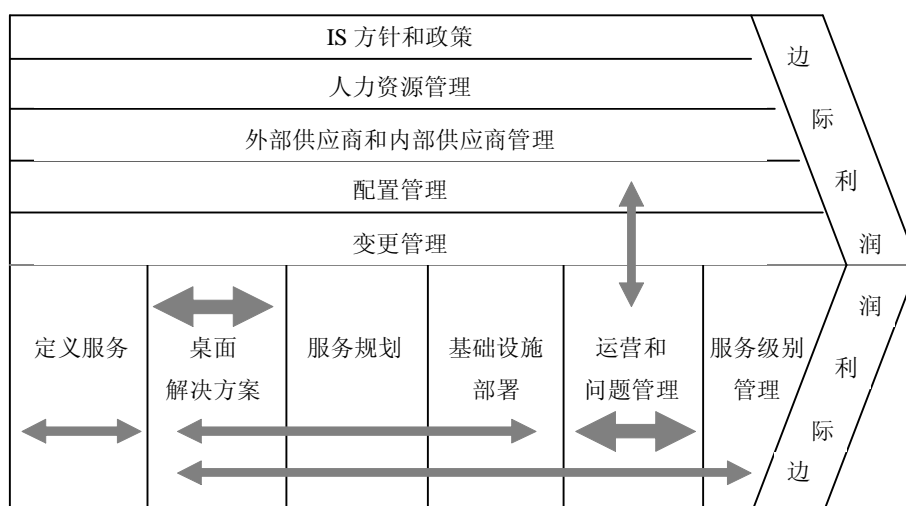 IS 方针和政策
人力资源管理
外部供应商和内部供应商管理
配置管理
变更管理
边
际
利
润
定义服务
桌面
解决方案
服务规划
基础设施
部署
运营和
问题管理
服务级别
管理
润
利
际
边